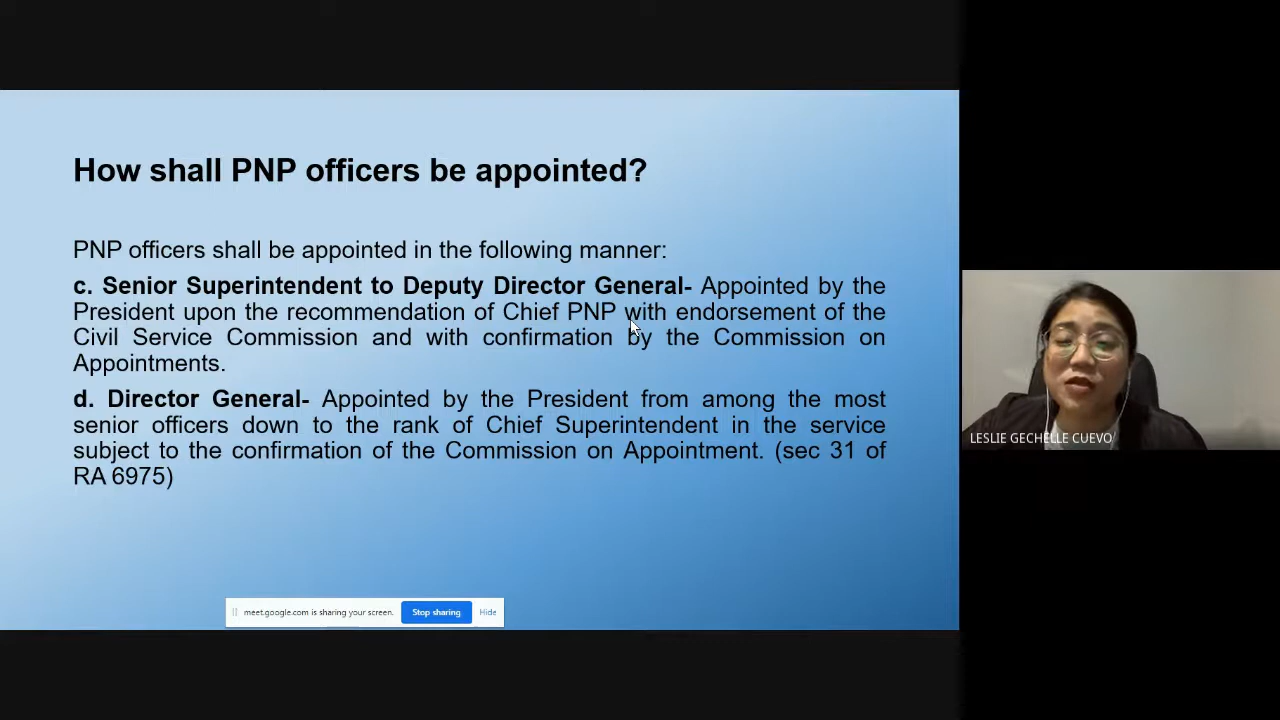 How shall PNP officers be appointed?
PNP officers shall be appointed in the following manner:
c. Senior Superintendent to Deputy Director General- Appointed by the
President upon the recommendation of Chief PNP with endorsement of the
Civil Service Commission and with confirmation by the Commission on
Appointments.
d. Director General- Appointed by the President from among the most
senior officers down to the rank of Chief Superintendent in the service
subject to the confirmation of the Commission on Appointment. (sec 31 of
RA 6975)
LESLIE GECHELLE CUEVO
meet.google.com is sharing your screen. Stop sharing Hide